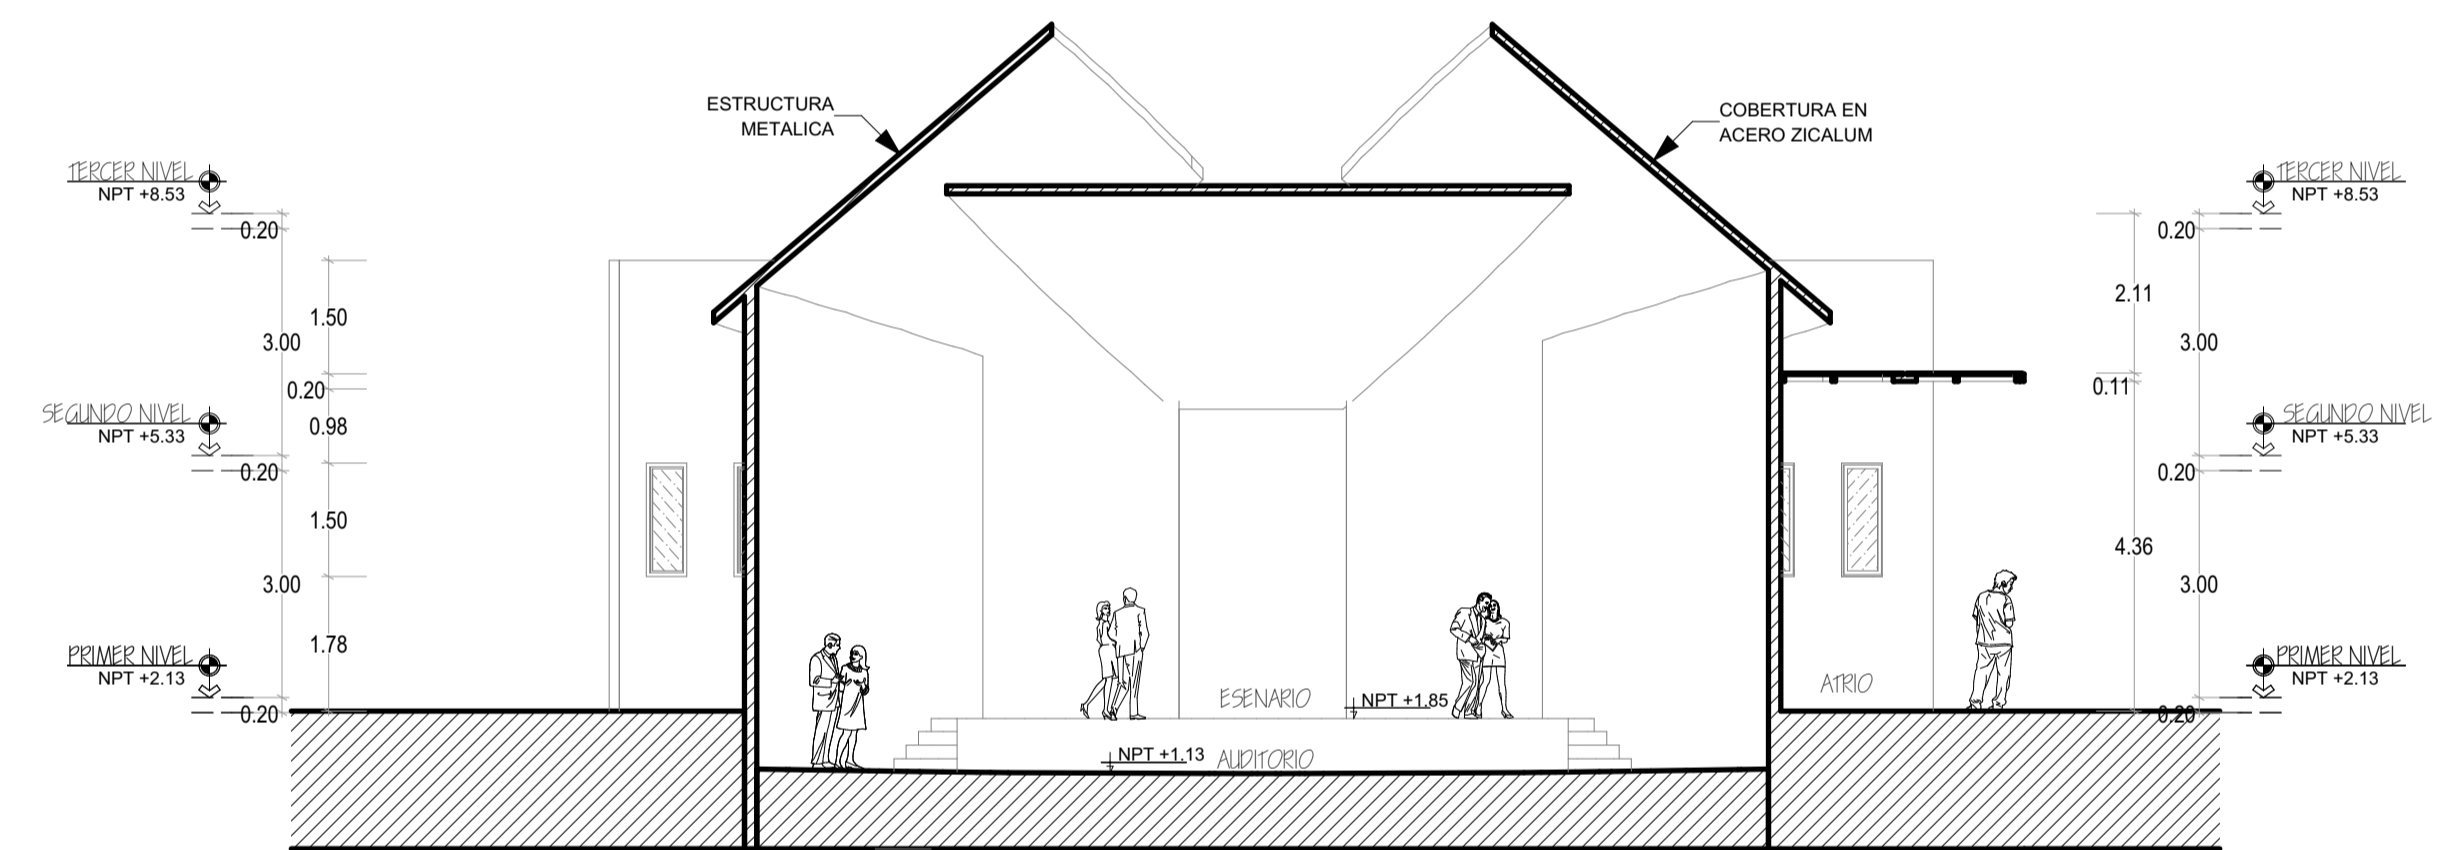 ESTRUCTURA
METALICA
COBERTURA EN
ACERO ZICALUM
TERCER NIVEL
NPT +8.53
TERCER NIVEL
NPT +8.53
0.20
0.20
2.11
1.50
3.00
3.00
0.20
0.11
SEGUNDO NIVEL
NPT +5.33
0.98
SEGUNDO NIVEL
NPT +5.33
0.20
0.20
1.50
4.36
3.00
3.00
1.78
PRIMER NIVEL
NPT +2.13
PRIMER NIVEL
NPT +2.13
ATRIO
ESENARIO
NPT +1.85
0.20
0.20
NPT +1.13
AUDITORIO